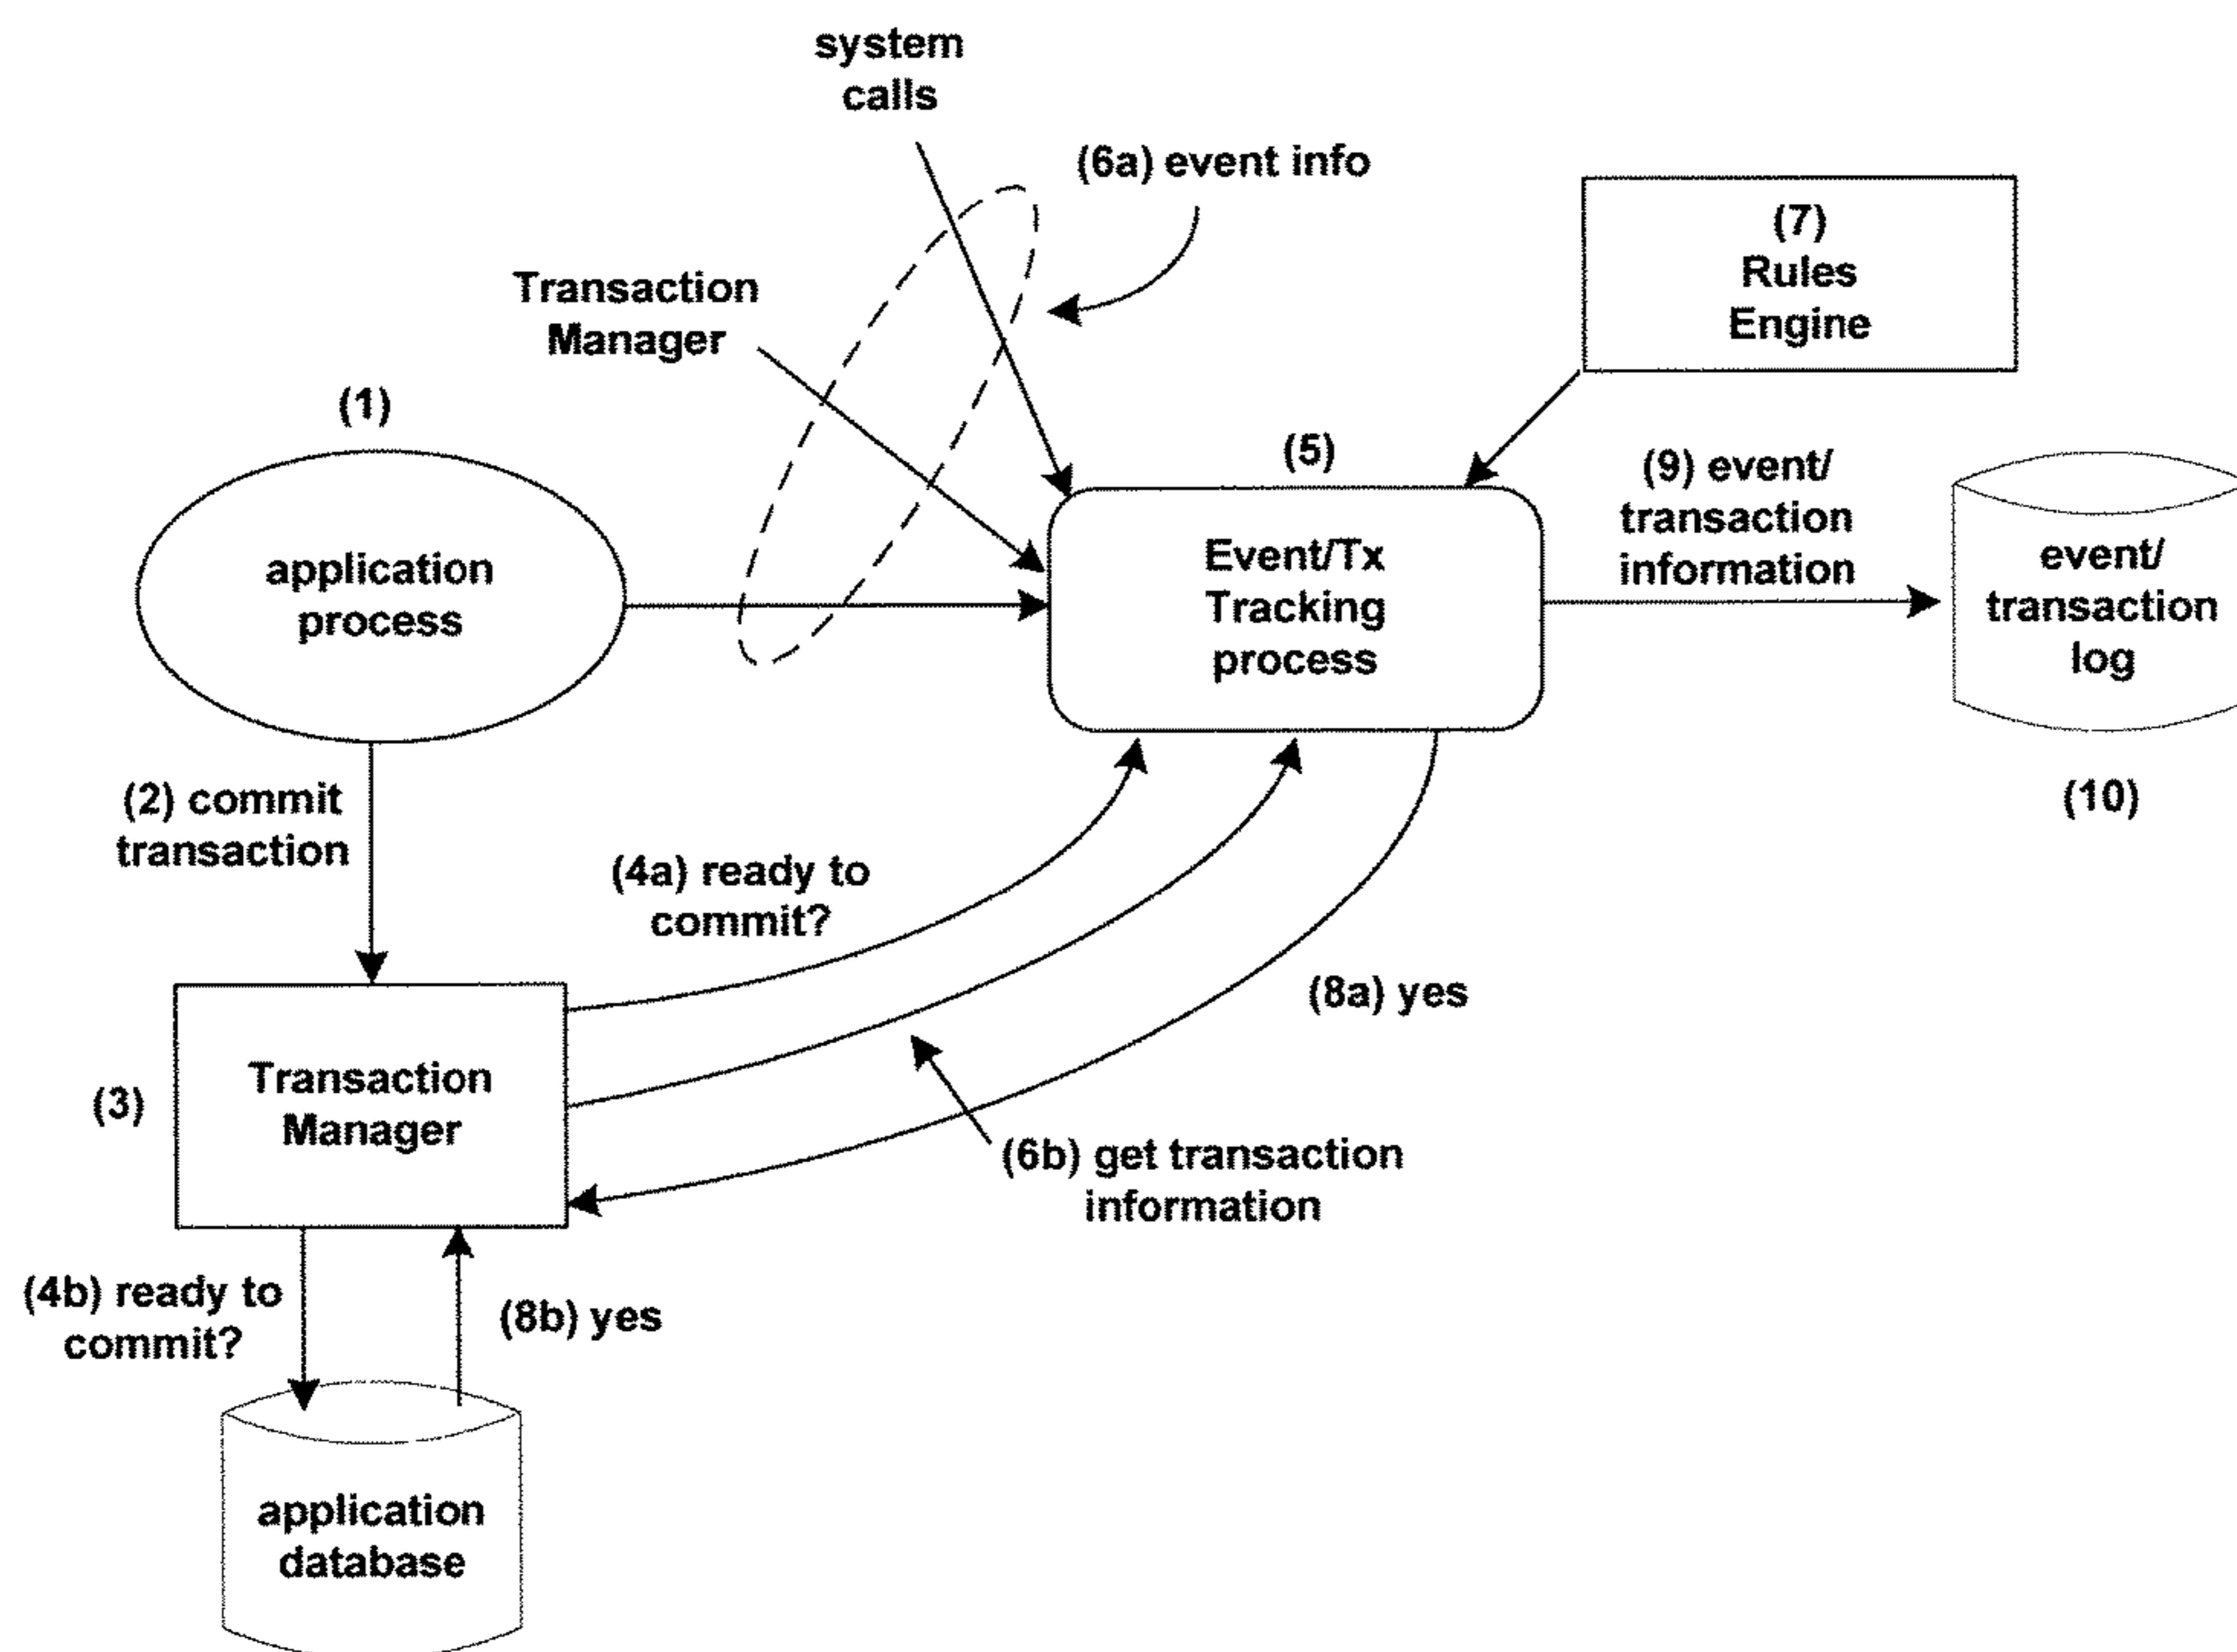 system
calls
(6a) event info
(7)
Rules
Engine
Transaction
Manager
(1)
(5)
(9) event/
transaction
information
application
process
Event/Tx
Tracking
process
event/
transaction
log
(10)
(2) commit
transaction
(4a) ready to
commit?
(8a) yes
(3)
Transaction
Manager
(6b) get transaction
information
(4b) ready to
commit?
(8b) yes
application
database